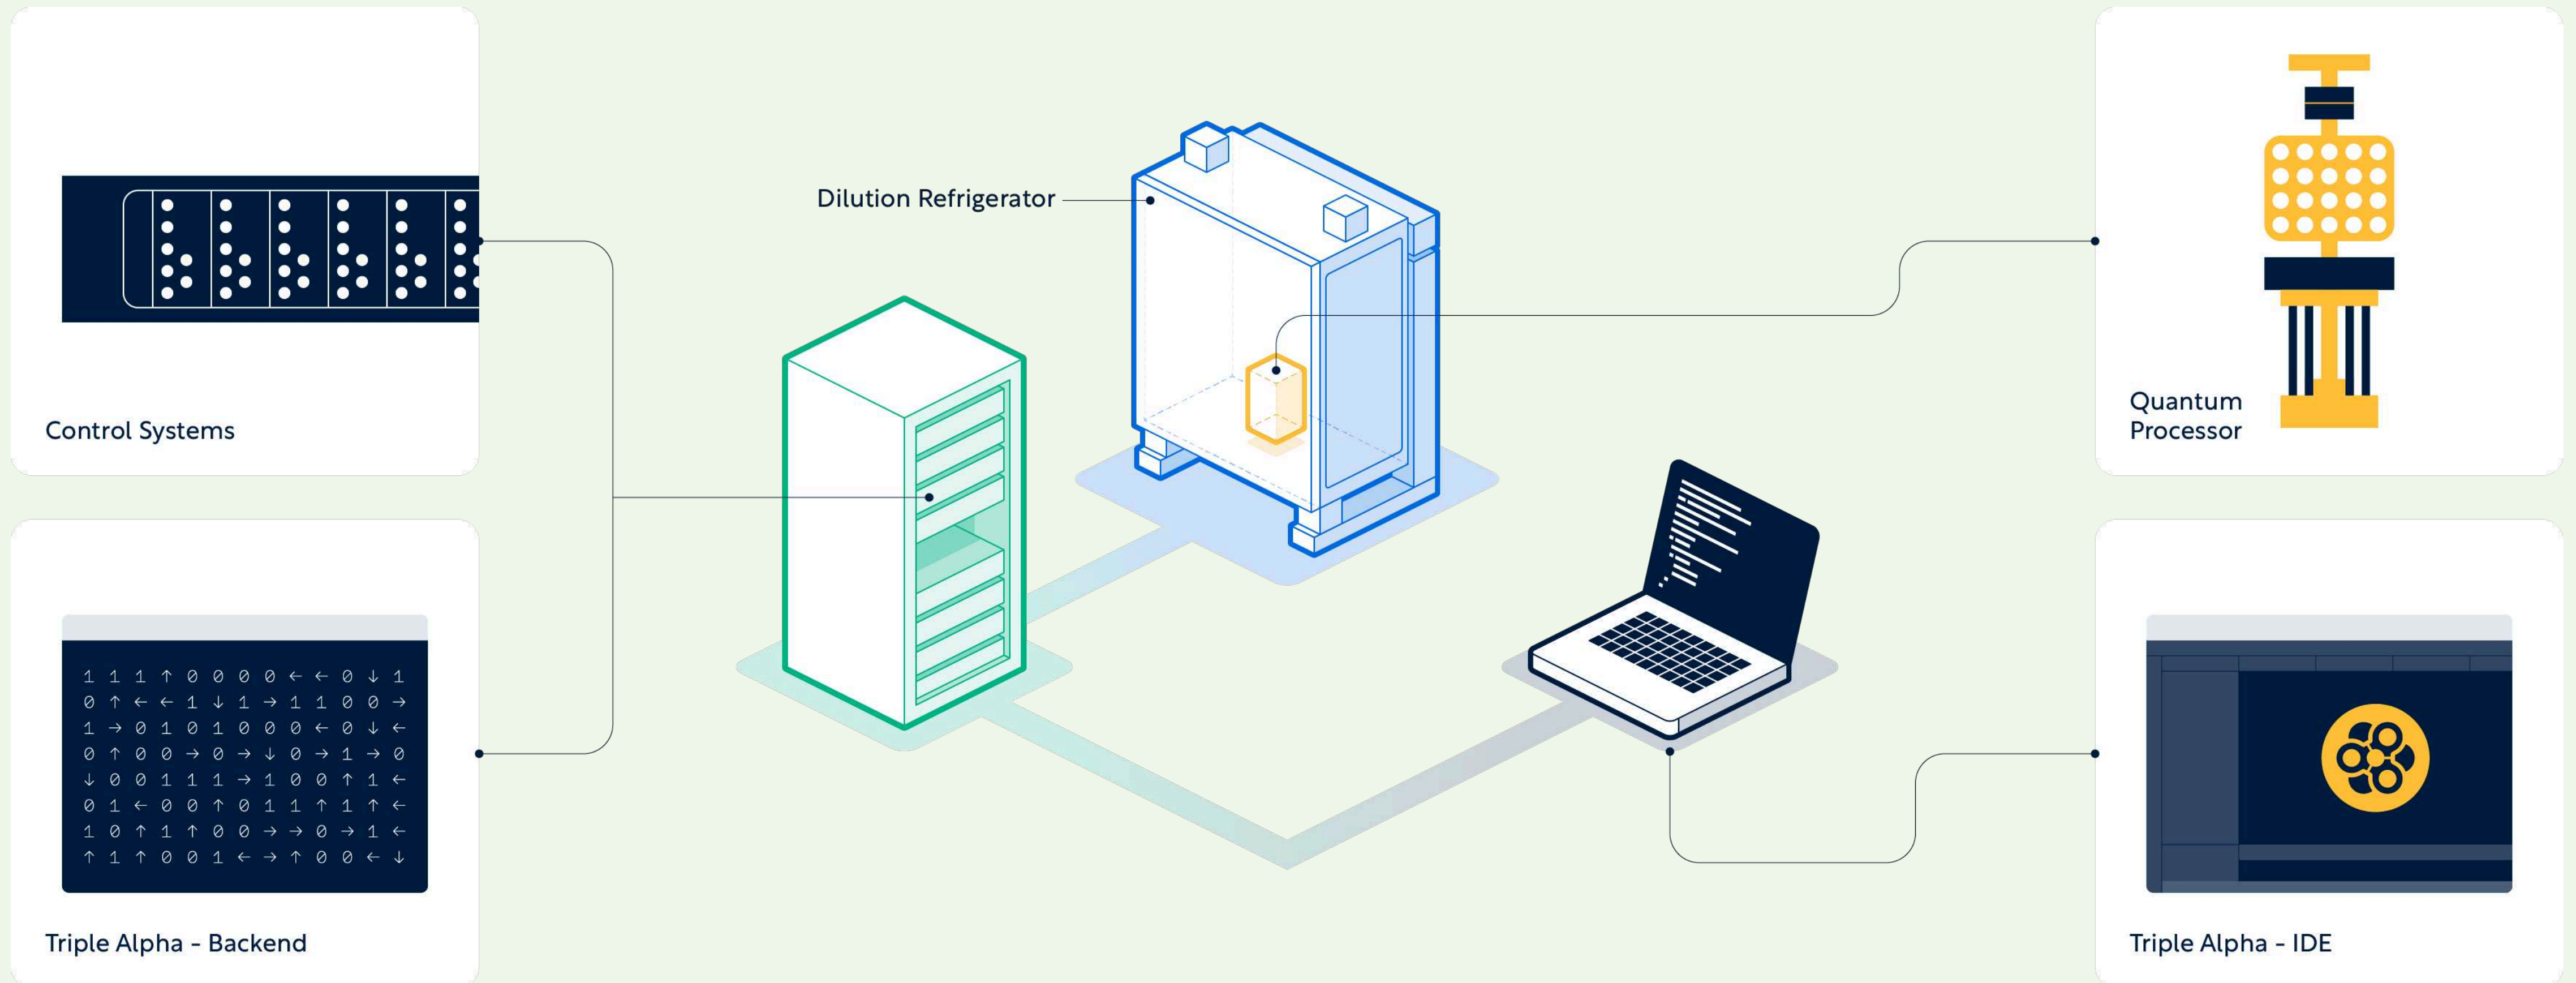 Control Systems
Dilution Refrigerator
Quantum
Processor
1 1 1 ↑ 0 0 0 0 ← ← 0 ↓ 1
0 ↑ ← ← 1 ↓ 1 → 1 1 0 0 →
1 → 0 1 0 1 0 0 0 ← 0 ↓ ←
0 ↑ 0 0 → 0 → ↓ 0 → 1 → 0
↓ 0 0 1 1 1 → 1 0 0 ↑ 1 ←
0 1 ← 0 0 ↑ 0 1 1 ↑ 1 ↑ ←
1 0 ↑ 1 ↑ 0 0 → → 0 → 1 ←
↑ 1 ↑ 0 0 1 ← → ↑ 0 0 ← ↓
Triple Alpha - Backend
Triple Alpha - IDE